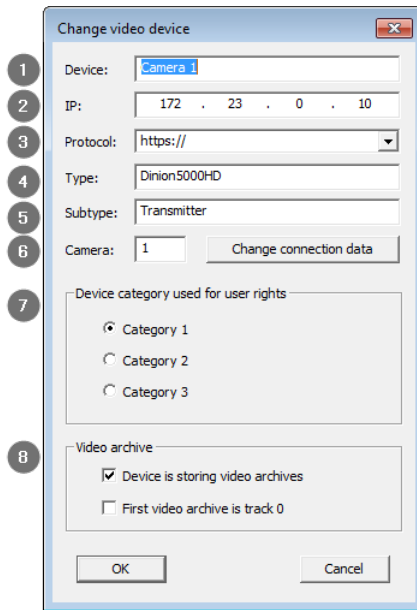 Change video device
1 Device: Camera 1
2 IP: 172 . 23 . 0 . 10
3 Protocol: https://
4 Type: Dinion5000HD
5 Subtype: Transmitter
6 Camera: 1 Change connection data
7 Device category used for user rights
Category 1
Category 2
Category 3
8 Video archive
Device is storing video archives
First video archive is track 0
OK Cancel